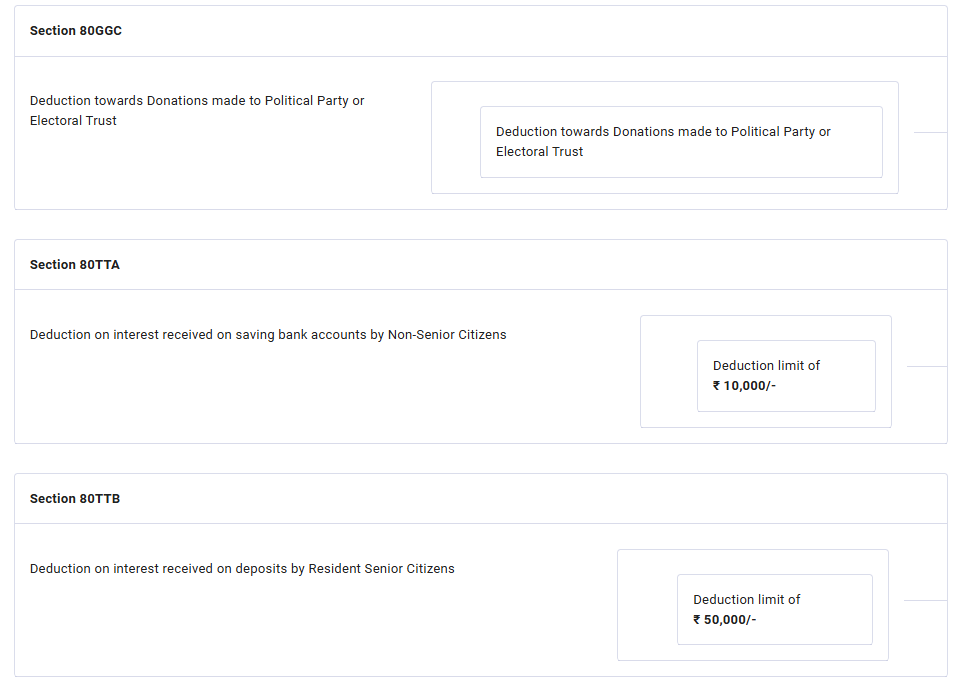 Section 80GGC
Deduction towards Donations made to Political Party or
Electoral Trust
Deduction towards Donations made to Political Party or
Electoral Trust
Section 80TTA
Deduction on interest received on saving bank accounts by Non-Senior Citizens
Deduction limit of
₹ 10,000/-
Section 80TTB
Deduction on interest received on deposits by Resident Senior Citizens
Deduction limit of
₹ 50,000/-